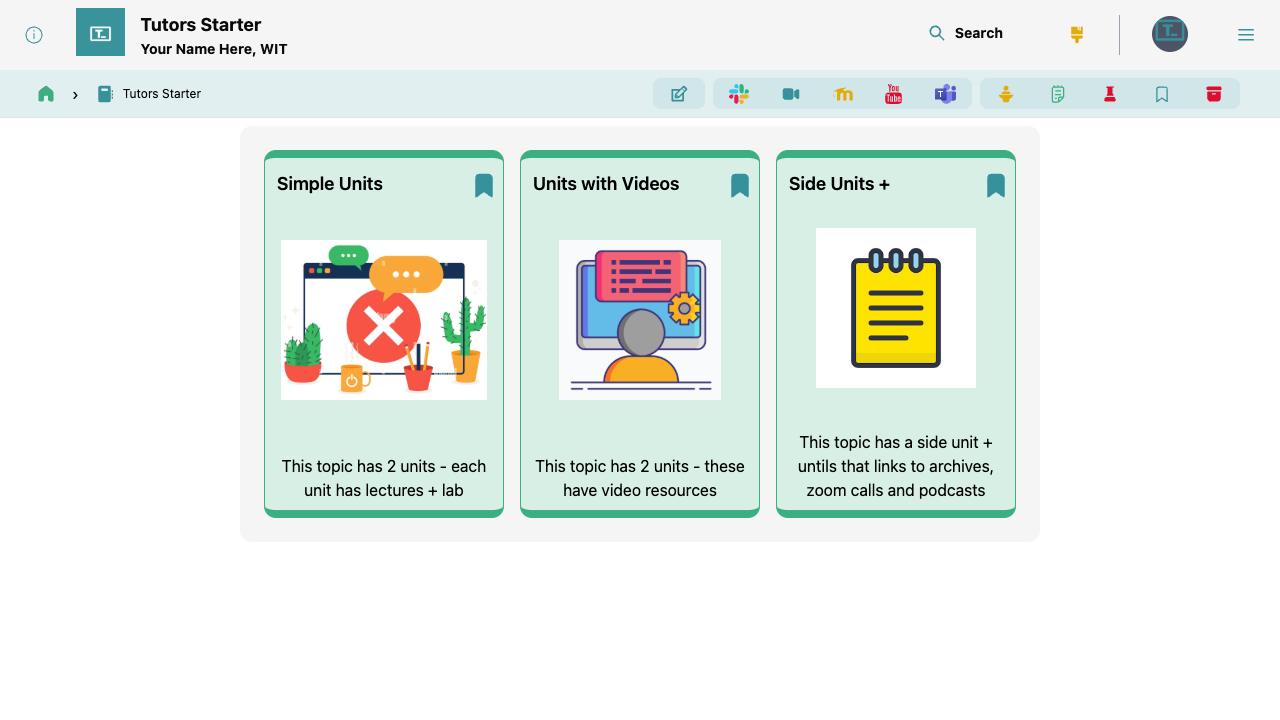 Tutors Starter
Your Name Here, WIT
Search
Tutors Starter
Simple Units
Units with Videos
Side Units +
This topic has 2 units - each
unit has lectures + lab
This topic has 2 units - these
have video resources
This topic has a side unit +
untils that links to archives,
zoom calls and podcasts